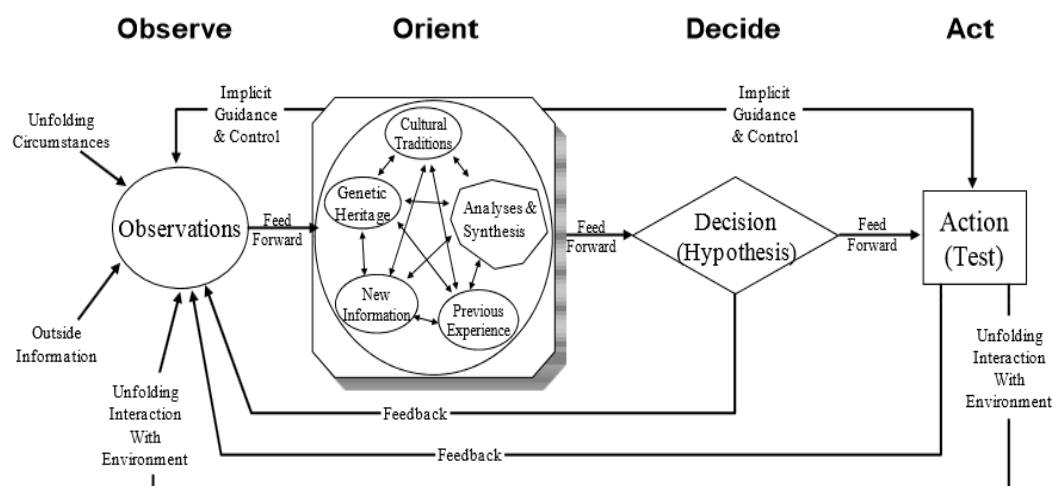 Observe
Orient
Decide
Act
Implicit
Guidance
& Control
Unfolding
Circumstances
Observations
Outside
Information
Unfolding
Interaction
With
Environment
Feed
Forward
Cultural
Traditions
Genetic
Heritage
Analyses &
Synthesis
New
Information
Previous
Experience
Implicit
Guidance
& Control
Feed
Forward
Decision
(Hypothesis)
Feed
Forward
Action
(Test)
Unfolding
Interaction
With
Environment
Feedback
Feedback